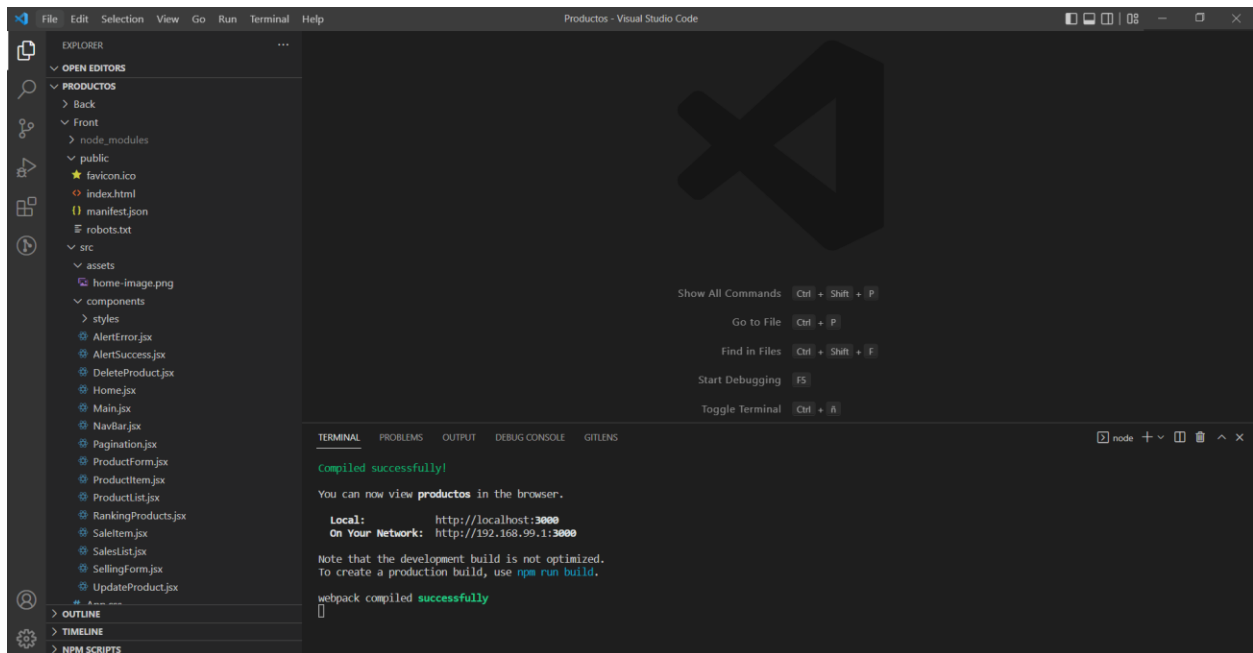 File Edit Selection View Go Run Terminal Help
Productos - Visual Studio Code
EXPLORER
OPEN EDITORS
PRODUCTOS
Back
Front
node_modules
public
favicon.ico
index.html
manifest.json
robots.txt
src
assets
home-image.png
components
styles
AlertError.jsx
AlertSuccess.jsx
DeleteProduct.jsx
Home.jsx
Main.jsx
NavBar.jsx
Pagination.jsx
ProductForm.jsx
ProductItem.jsx
ProductList.jsx
RankingProducts.jsx
SaleItem.jsx
SalesList.jsx
SellingForm.jsx
UpdateProduct.jsx
OUTLINE
TIMELINE
NPM SCRIPTS
Show All Commands Ctrl + Shift + P
Go to File Ctrl + P
Find in Files Ctrl + Shift + F
Start Debugging F5
Toggle Terminal Ctrl + ñ
TERMINAL PROBLEMS OUTPUT DEBUG CONSOLE GITLENS
node
Compiled successfully!
You can now view productos in the browser.
Local: http://localhost:3000
On Your Network: http://192.168.99.1:3000
Note that the development build is not optimized.
To create a production build, use npm run build.
webpack compiled successfully